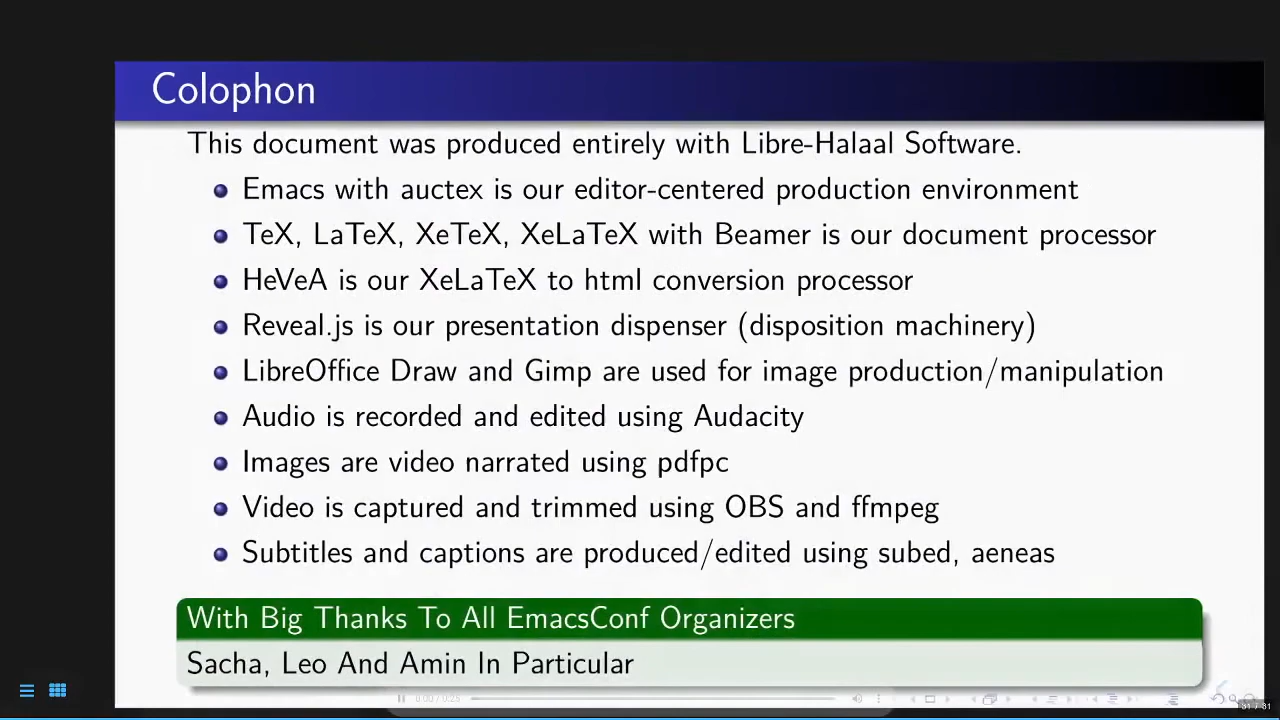 Colophon
This document was produced entirely with Libre-Halaal Software.
Emacs with auctex is our editor-centered production environment
TeX, LaTeX, XeTeX, XeLaTeX with Beamer is our document processor
HeVeA is our XeLaTeX to html conversion processor
Reveal.js is our presentation dispenser (disposition machinery)
LibreOffice Draw and Gimp are used for image production/manipulation
Audio is recorded and edited using Audacity
Images are video narrated using pdfpc
Video is captured and trimmed using OBS and ffmpeg
Subtitles and captions are produced/edited using subed, aeneas
With Big Thanks To All EmacsConf Organizers
Sacha, Leo And Amin In Particular
0:00 / 0:25